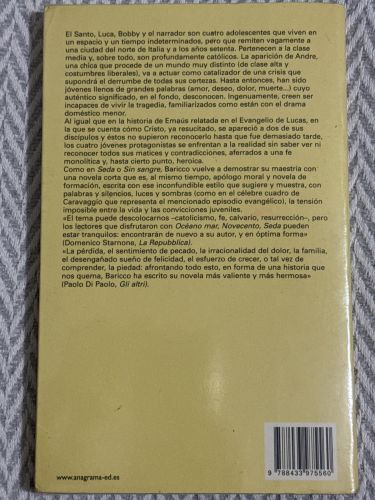 El Santo, Luca, Bobby y el narrador son cuatro adolescentes que viven en
un espacio y un tiempo indeterminados, pero que remiten vagamente a
una ciudad del norte de Italia y a los años setenta. Pertenecen a la clase
media y, sobre todo, son profundamente católicos. La aparición de Andre,
una chica que procede de un mundo muy distinto (de clase alta y
costumbres liberales), va a actuar como catalizador de una crisis que
supondrá el derrumbe de todas sus certezas. Hasta entonces, han sido
jóvenes llenos de grandes palabras (amor, deseo, dolor, muerte...) cuyo
auténtico significado, en el fondo, desconocen. Ingenuamente, creen ser
incapaces de vivir la tragedia, familiarizados como están con el drama
doméstico menor.
Al igual que en la historia de Emaús relatada en el Evangelio de Lucas, en
la que se cuenta cómo Cristo, ya resucitado, se apareció a dos de sus
discípulos y éstos no supieron reconocerlo hasta que fue demasiado tarde,
los cuatro jóvenes protagonistas se enfrentan a la realidad sin saber ver ni
reconocer todos sus matices y contradicciones, aferrados a una fe
monolítica y, hasta cierto punto, heroica.
Como en Seda o Sin sangre, Baricco vuelve a demostrar su maestría con
una novela corta que es, al mismo tiempo, apólogo moral y novela de
formación, escrita con ese inconfundible estilo que sugiere y muestra, con
palabras y silencios, luces y sombras (como en el célebre cuadro de
Caravaggio que representa el mencionado episodio evangélico), la tensión
imposible entre la vida y las convicciones juveniles.
«El tema puede descolocarnos –catolicismo, fe, calvario, resurrección–, pero
los lectores que disfrutaron con Océano mar, Novecento, Seda pueden
estar tranquilos: encontrarán de nuevo a su autor, y en óptima forma»
(Domenico Starnone, La Repubblica).
«La pérdida, el sentimiento de pecado, la irracionalidad del dolor, la familia,
el desengañado sueño de felicidad, el esfuerzo de crecer, o tal vez de
comprender, la piedad: afrontando todo esto, en forma de una historia que
nos quema, Baricco ha escrito su novela más valiente y más hermosa»
(Paolo Di Paolo, Gli altri).
www.anagrama-ed.es
9 788433 975560